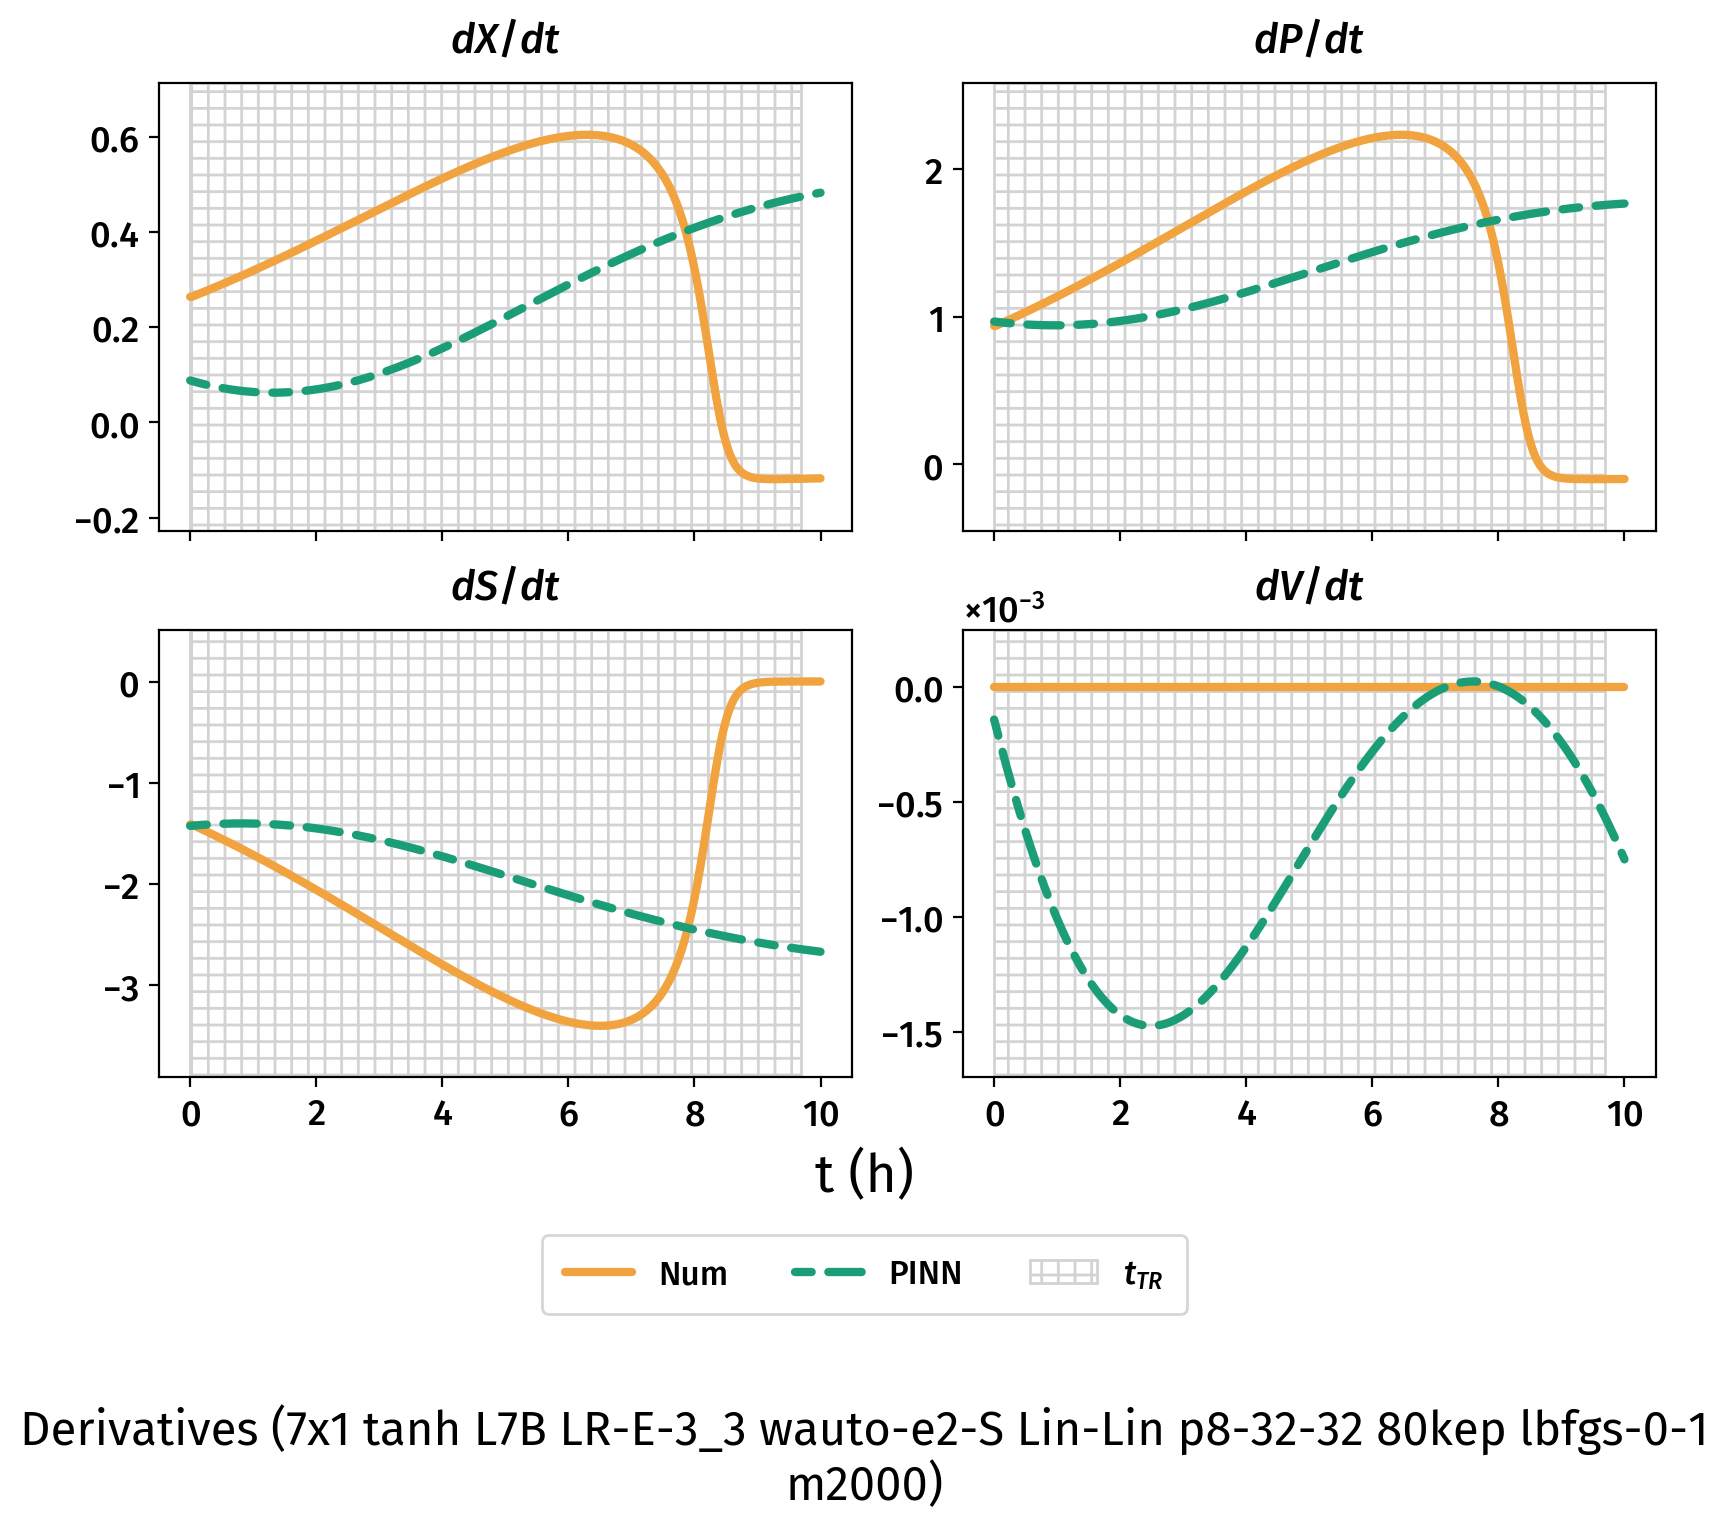 dX/dt
dP/dt
0.6
0.4
0.2
0.0
−0.2
2
1
0
dS/dt
dV/dt
×10⁻³
0
−1
−2
−3
0.0
−0.5
−1.0
−1.5
0 2 4 6 8 10
0 2 4 6 8 10
t (h)
Num PINN t_TR
Derivatives (7x1 tanh L7B LR-E-3_3 wauto-e2-S Lin-Lin p8-32-32 80kep lbfgs-0-1
m2000)